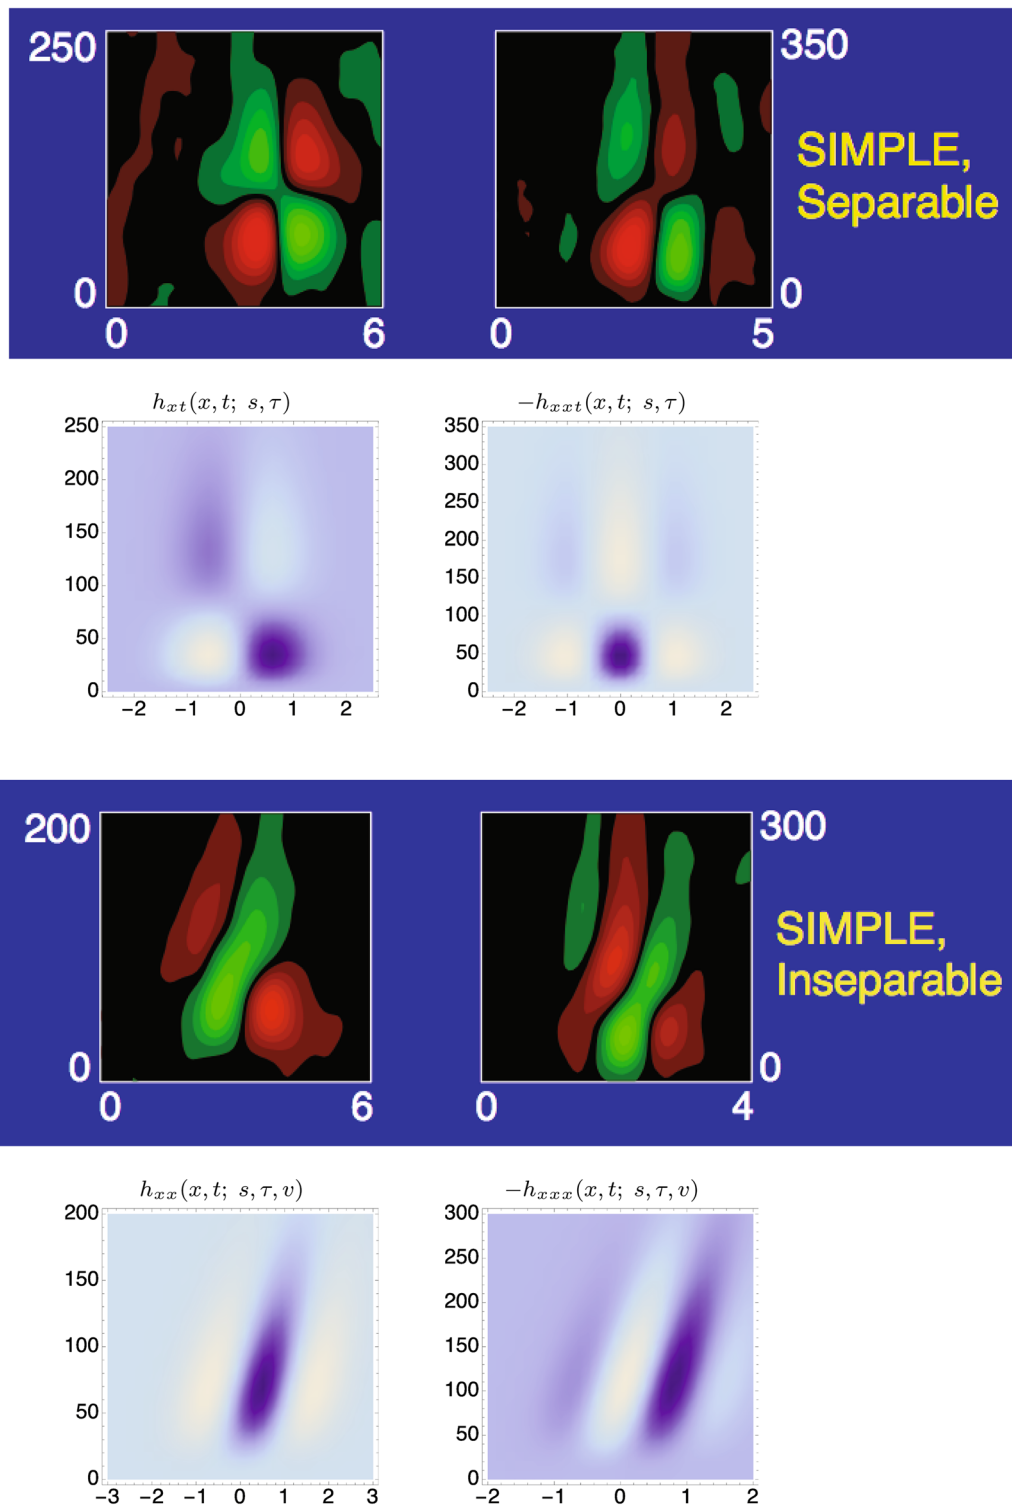 250 350
SIMPLE,
Separable
0 0
0 6 0 5
h_{xt}(x, t; s, τ) −h_{xxt}(x, t; s, τ)
250 350
300
200
250
150 200
150
100
100
50
50
0 0
−2 −1 0 1 2 −2 −1 0 1 2
200 300
SIMPLE,
Inseparable
0 0
0 6 0 4
h_{xx}(x, t; s, τ, v) −h_{xxx}(x, t; s, τ, v)
200 300
250
150
200
100 150
100
50
50
0 0
−3 −2 −1 0 1 2 3 −2 −1 0 1 2